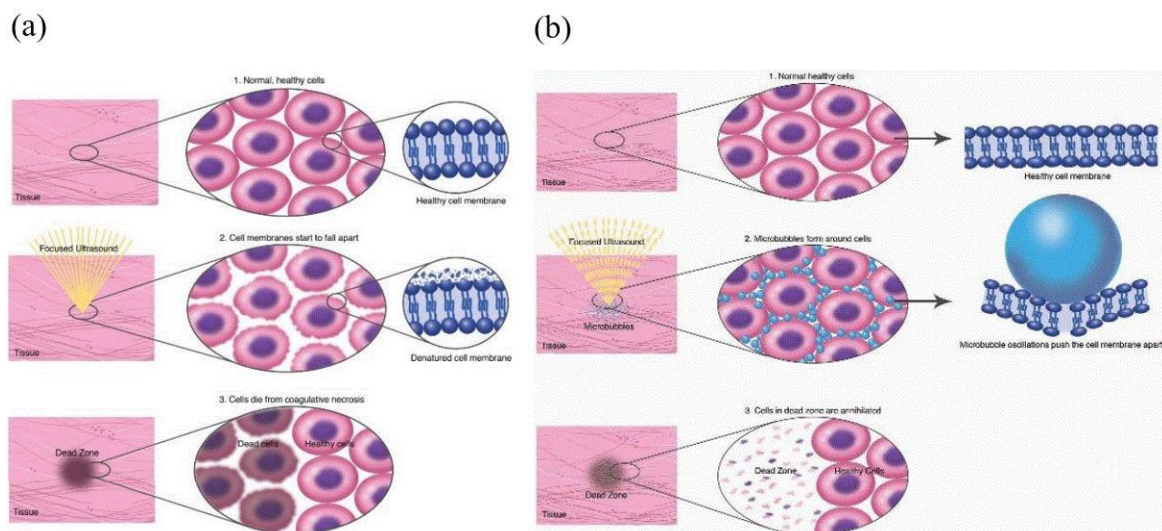 (a)
1. Normal, healthy cells
Tissue
Healthy cell membrane
Focused Ultrasound
2. Cell membranes start to fall apart
Tissue
Denatured cell membrane
3. Cells die from coagulative necrosis
Dead Zone
Dead cells
Healthy cells
Tissue
(b)
1. Normal healthy cells
Tissue
Healthy cell membrane
Focused Ultrasound
2. Microbubbles form around cells
Microbubbles
Tissue
Microbubble oscillations push the cell membrane apart
3. Cells in dead zone are annihilated
Dead Zone
Dead Zone
Healthy Cells
Tissue